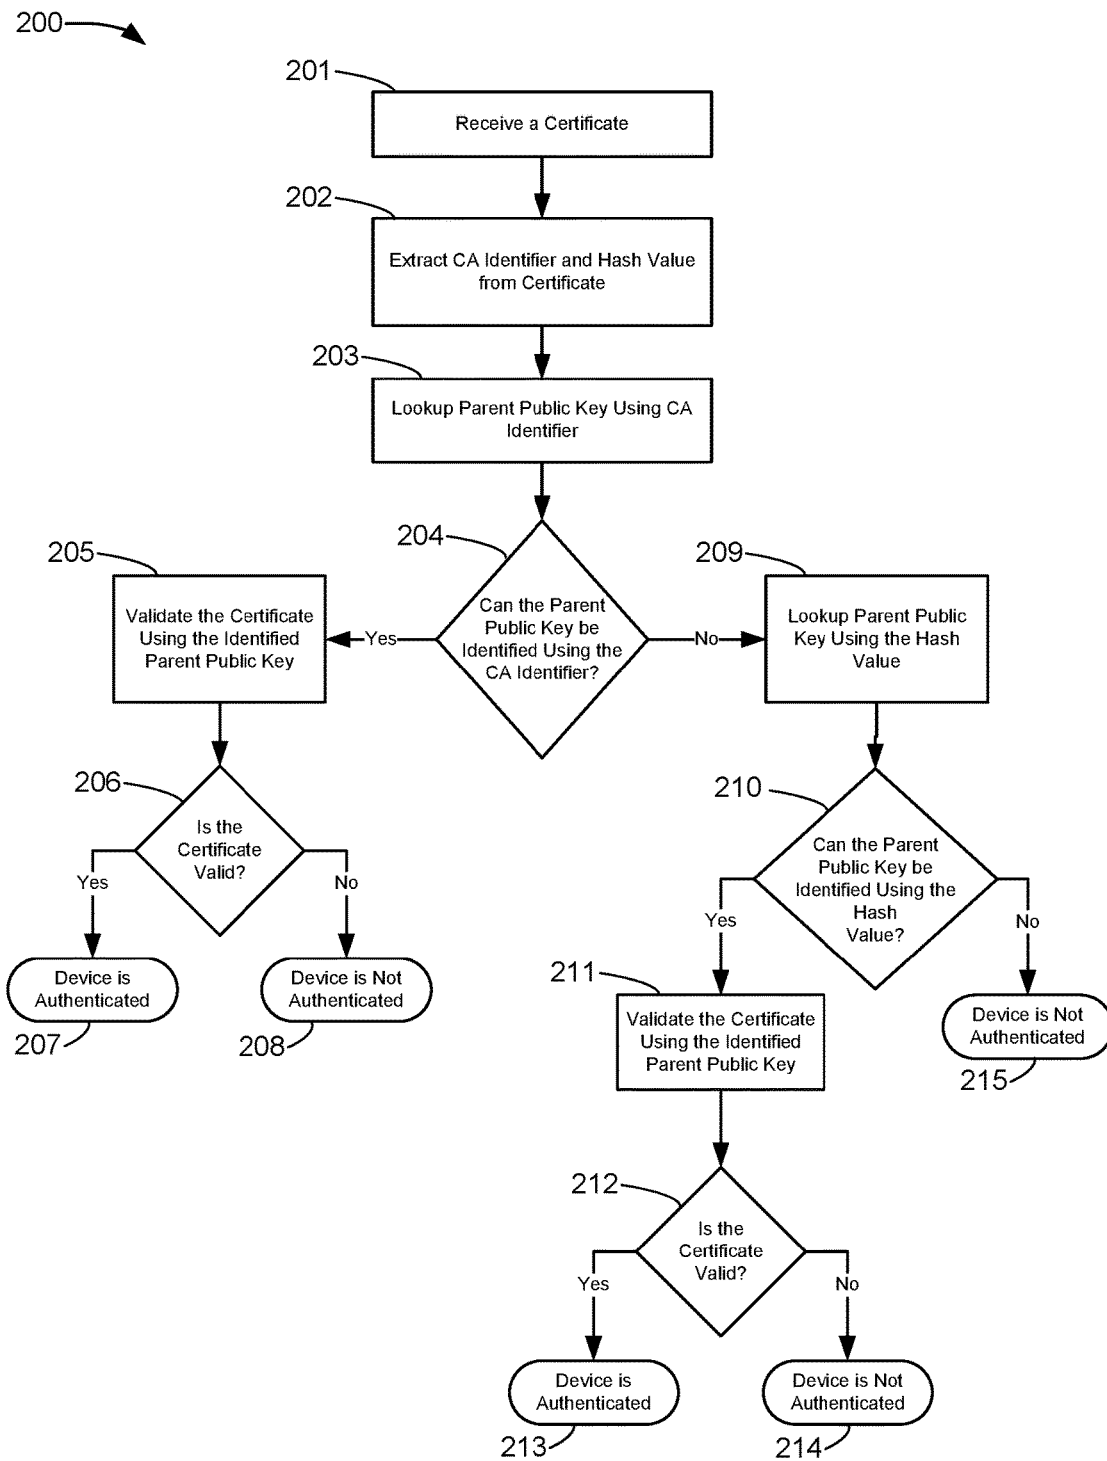 200
201
Receive a Certificate
202
Extract CA Identifier and Hash Value
from Certificate
203
Lookup Parent Public Key Using CA
Identifier
204
Can the Parent
Public Key be
Identified Using the
CA Identifier?
Yes
No
205
Validate the Certificate
Using the Identified
Parent Public Key
209
Lookup Parent Public
Key Using the Hash
Value
206
Is the
Certificate
Valid?
Yes
No
Device is
Authenticated
207
Device is Not
Authenticated
208
210
Can the Parent
Public Key be
Identified Using the
Hash
Value?
Yes
No
211
Validate the Certificate
Using the Identified
Parent Public Key
Device is Not
Authenticated
215
212
Is the
Certificate
Valid?
Yes
No
Device is
Authenticated
213
Device is Not
Authenticated
214